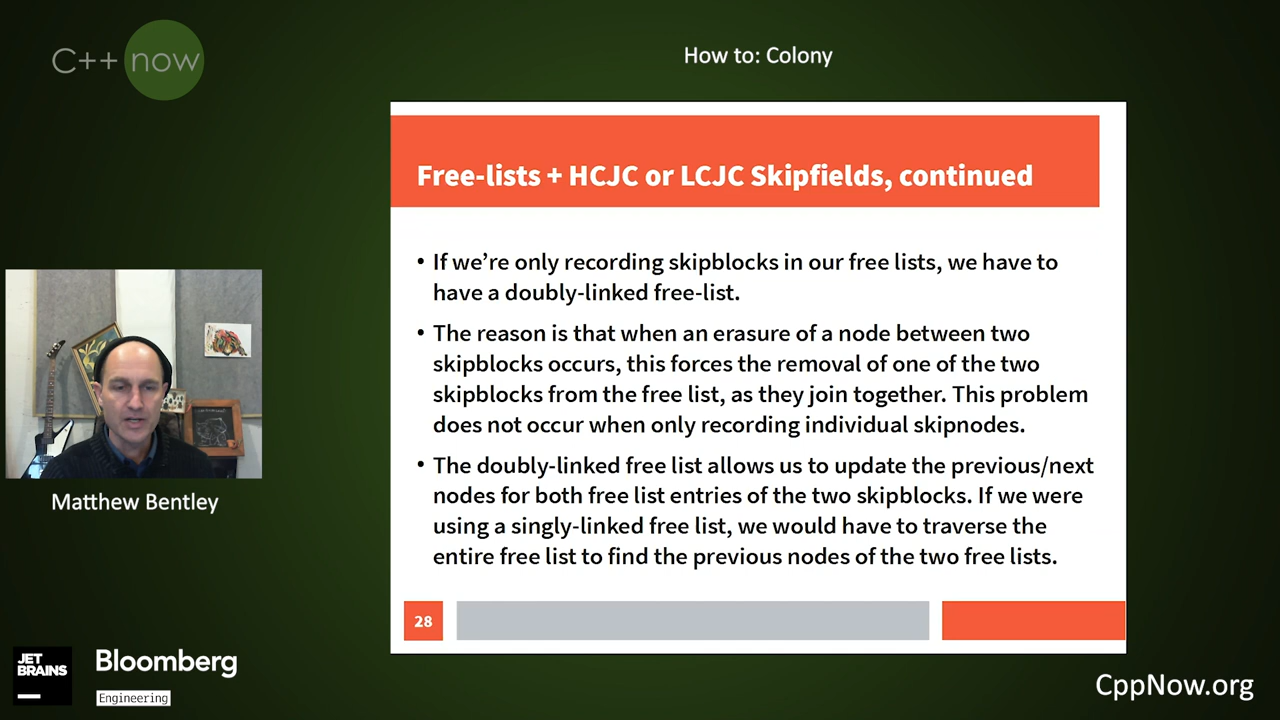 C++ now
How to: Colony
Free-lists + HCJC or LCJC Skipfields, continued
• If we’re only recording skipblocks in our free lists, we have to
have a doubly-linked free-list.
• The reason is that when an erasure of a node between two
skipblocks occurs, this forces the removal of one of the two
skipblocks from the free list, as they join together. This problem
does not occur when only recording individual skipnodes.
• The doubly-linked free list allows us to update the previous/next
nodes for both free list entries of the two skipblocks. If we were
using a singly-linked free list, we would have to traverse the
entire free list to find the previous nodes of the two free lists.
28
Matthew Bentley
JET
BRAINS
Bloomberg
Engineering
CppNow.org